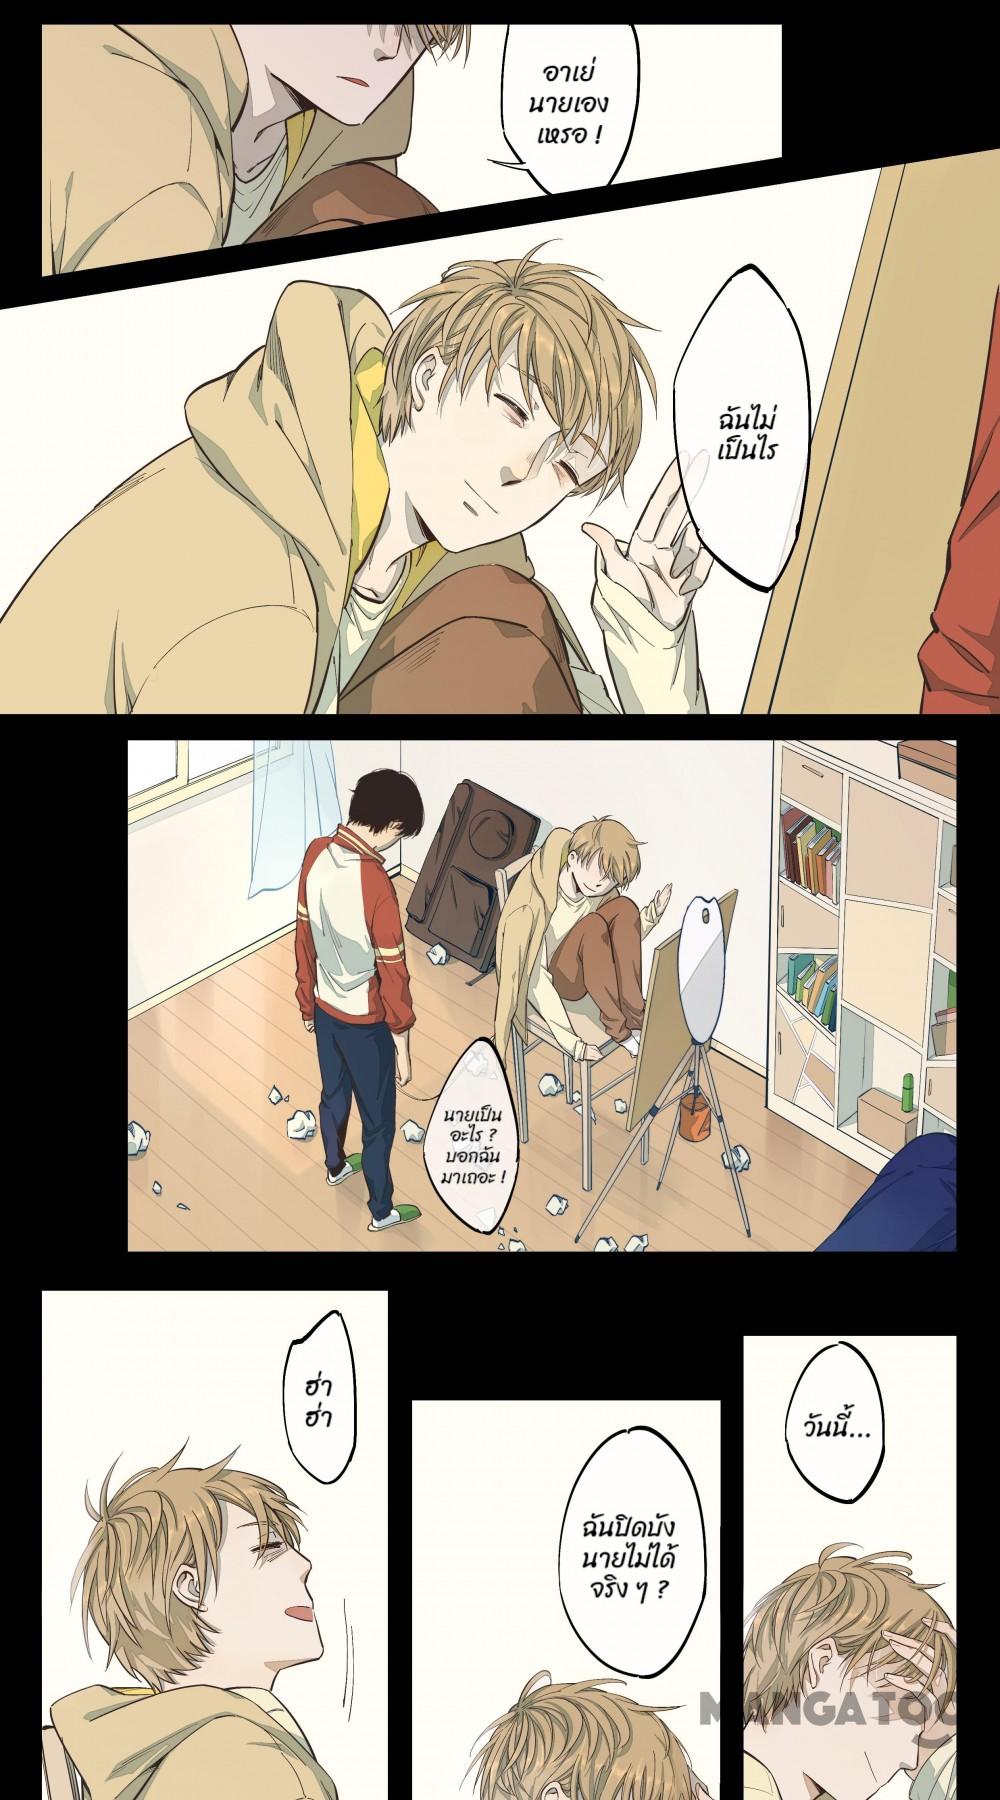 อาเย่
นายเอง
เหรอ !
ฉันไม่
เป็นไร
นายเป็น
อะไร ?
บอกฉัน
มาเถอะ !
ฮ่า
ฮ่า
ฉันปิดบัง
นายไม่ได้
จริง ๆ ?
วันนี้...
MANGATOO